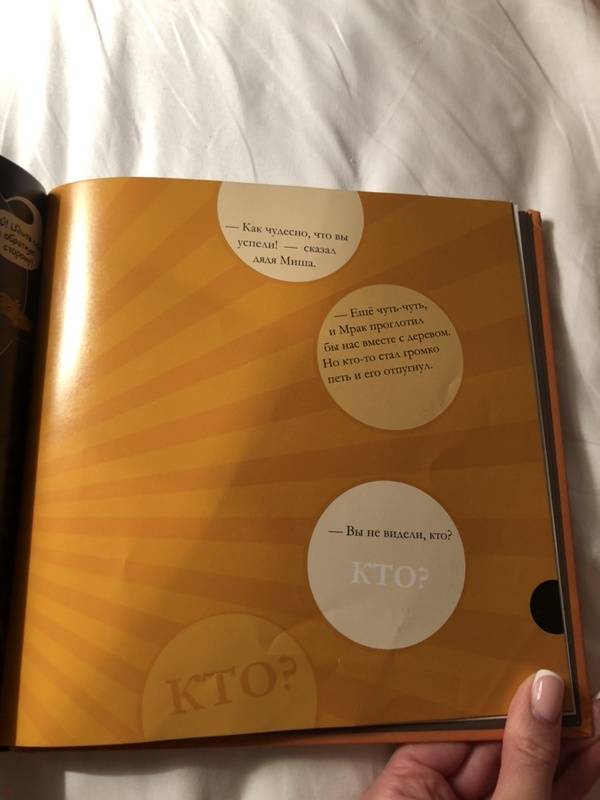 — Как чудесно, что вы
успели! — сказал
дядя Миша.
— Ещё чуть-чуть,
и Мрак проглотил
бы нас вместе с деревом.
Но кто-то стал громко
петь и его отпугнул.
— Вы не видели, кто?
КТО?
КТО?